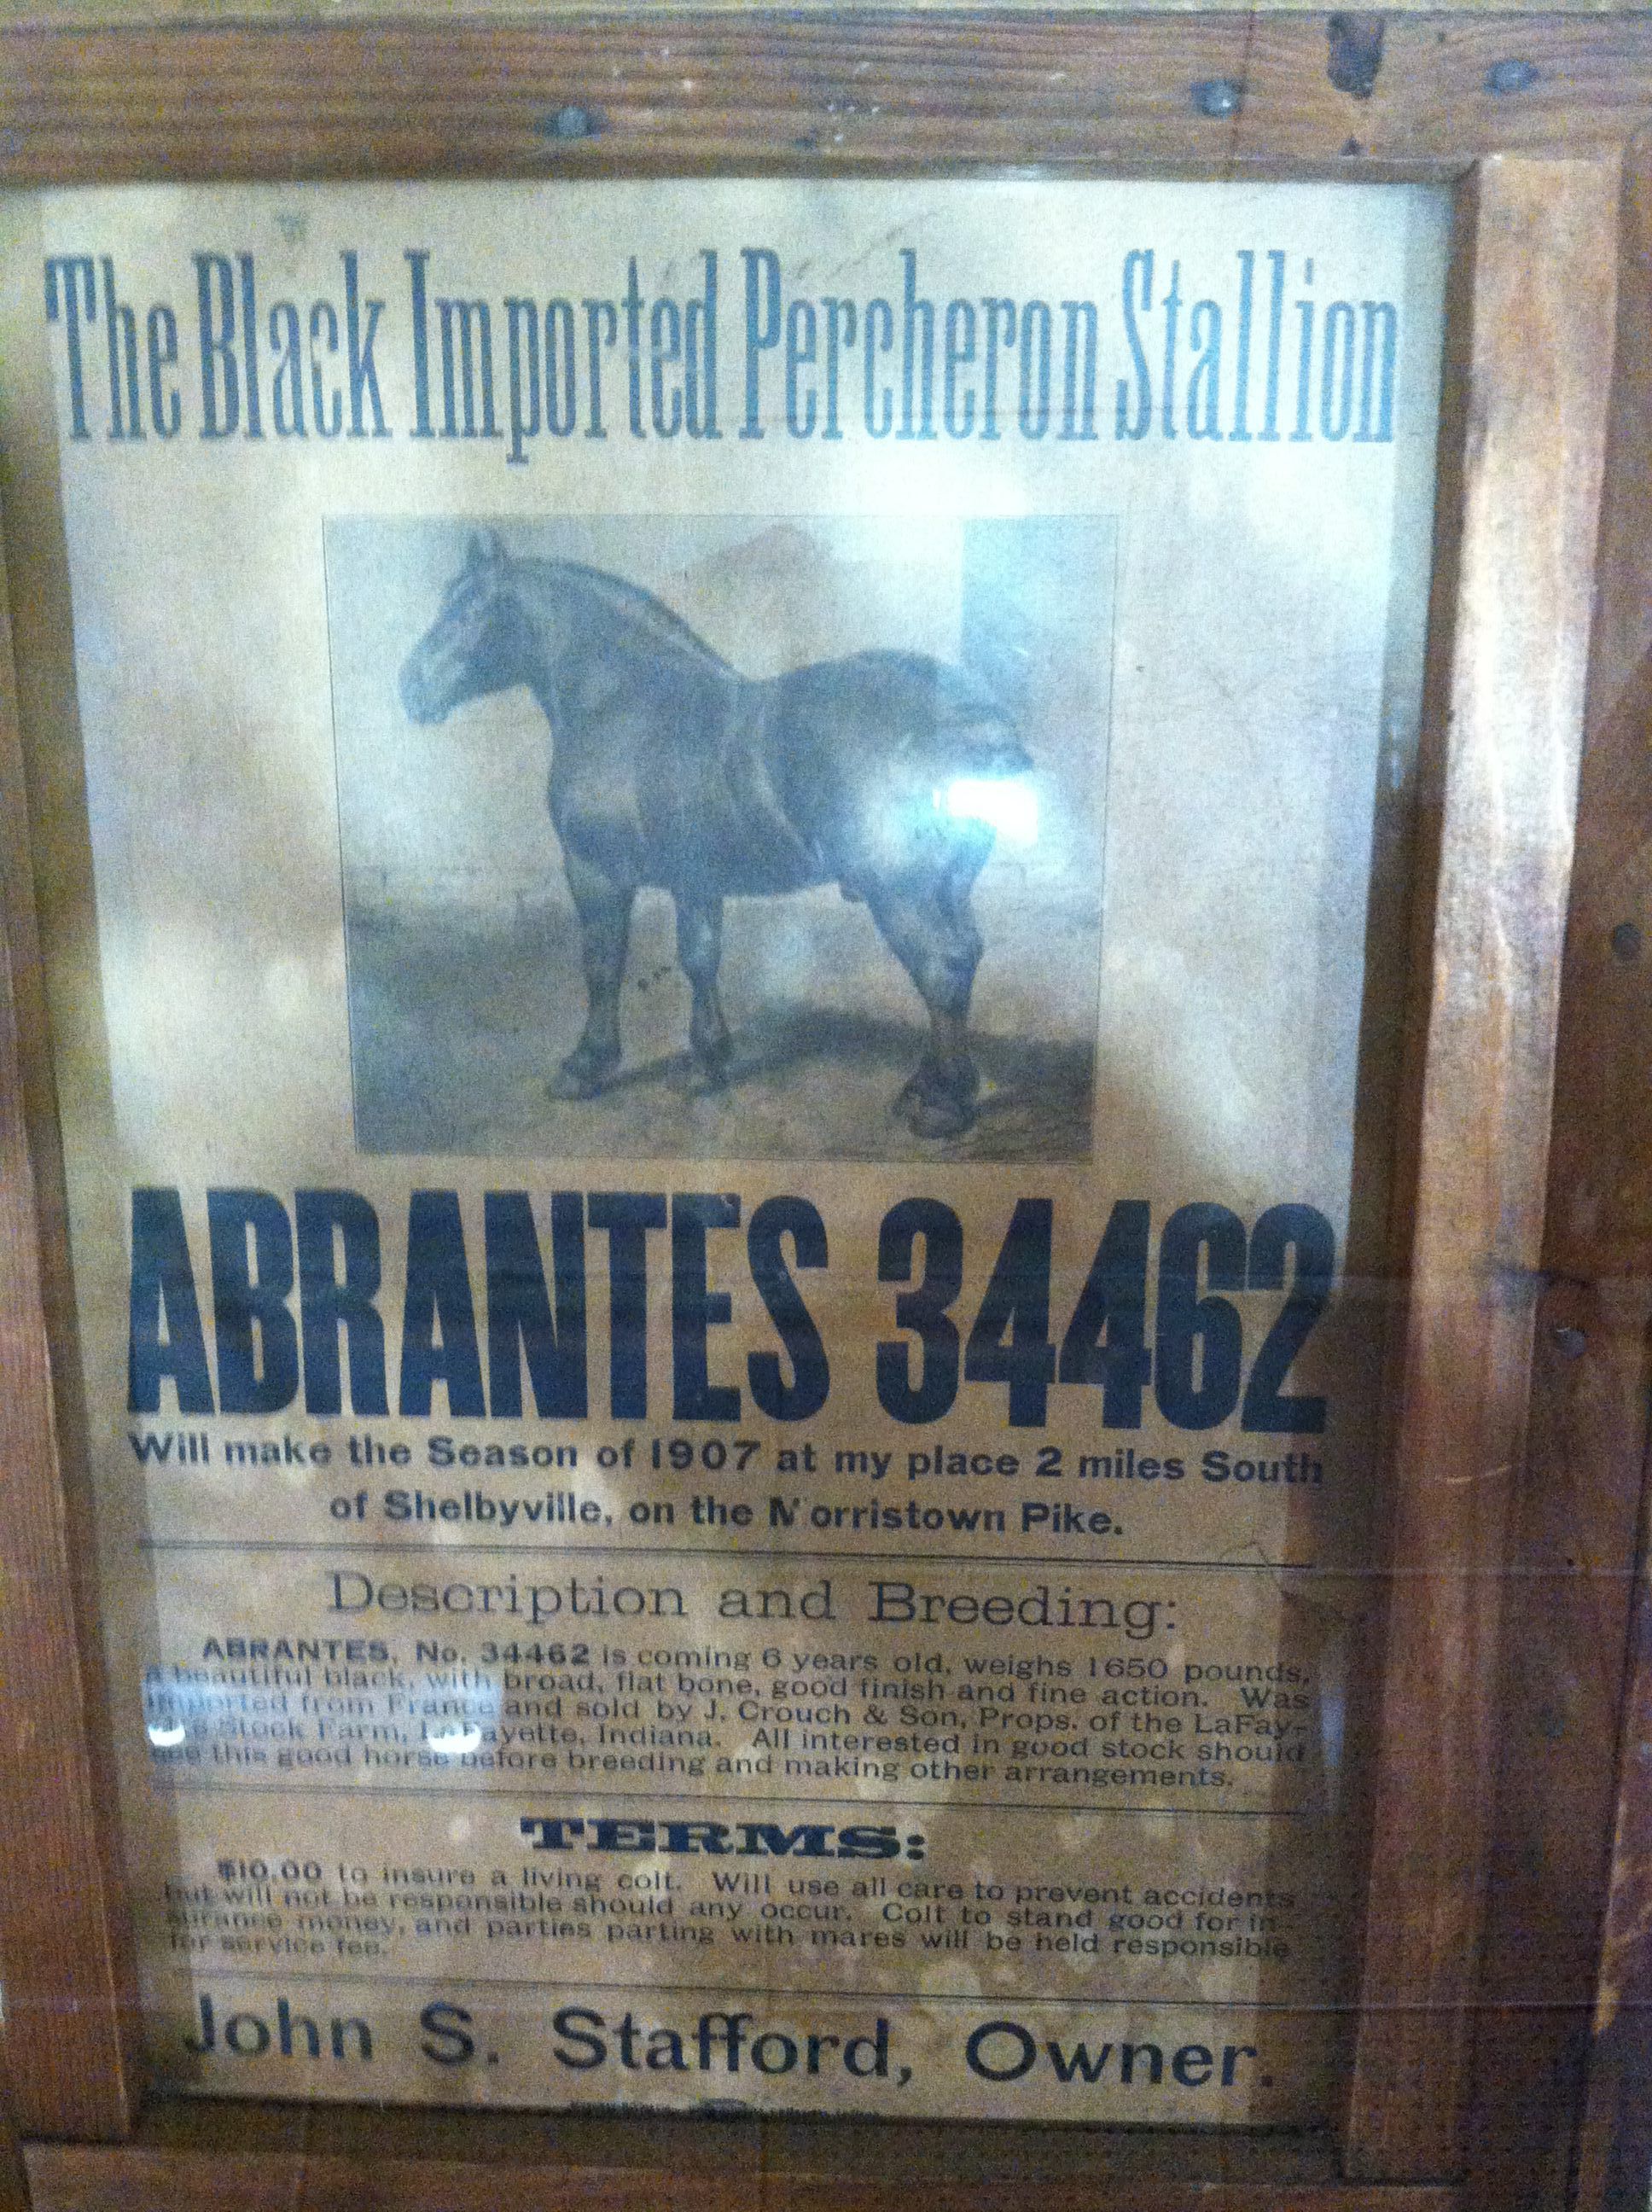 The Black Imported Percheron Stallion
ABRANTES 34462
Will make the Season of 1907 at my place 2 miles South
of Shelbyville, on the Morristown Pike.
Description and Breeding:
ABRANTES, No. 34462 is coming 6 years old, weighs 1650 pounds,
a beautiful black, with broad, flat bone, good finish and fine action. Was
imported from France and sold by J. Crouch & Son, Props. of the LaFay-
ette Stock Farm, LaFayette, Indiana. All interested in good stock should
see this good horse before breeding and making other arrangements.
TERMS:
$10.00 to insure a living colt. Will use all care to prevent accidents
but will not be responsible should any occur. Colt to stand good for in-
surance money, and parties parting with mares will be held responsible
for service fee.
John S. Stafford, Owner.